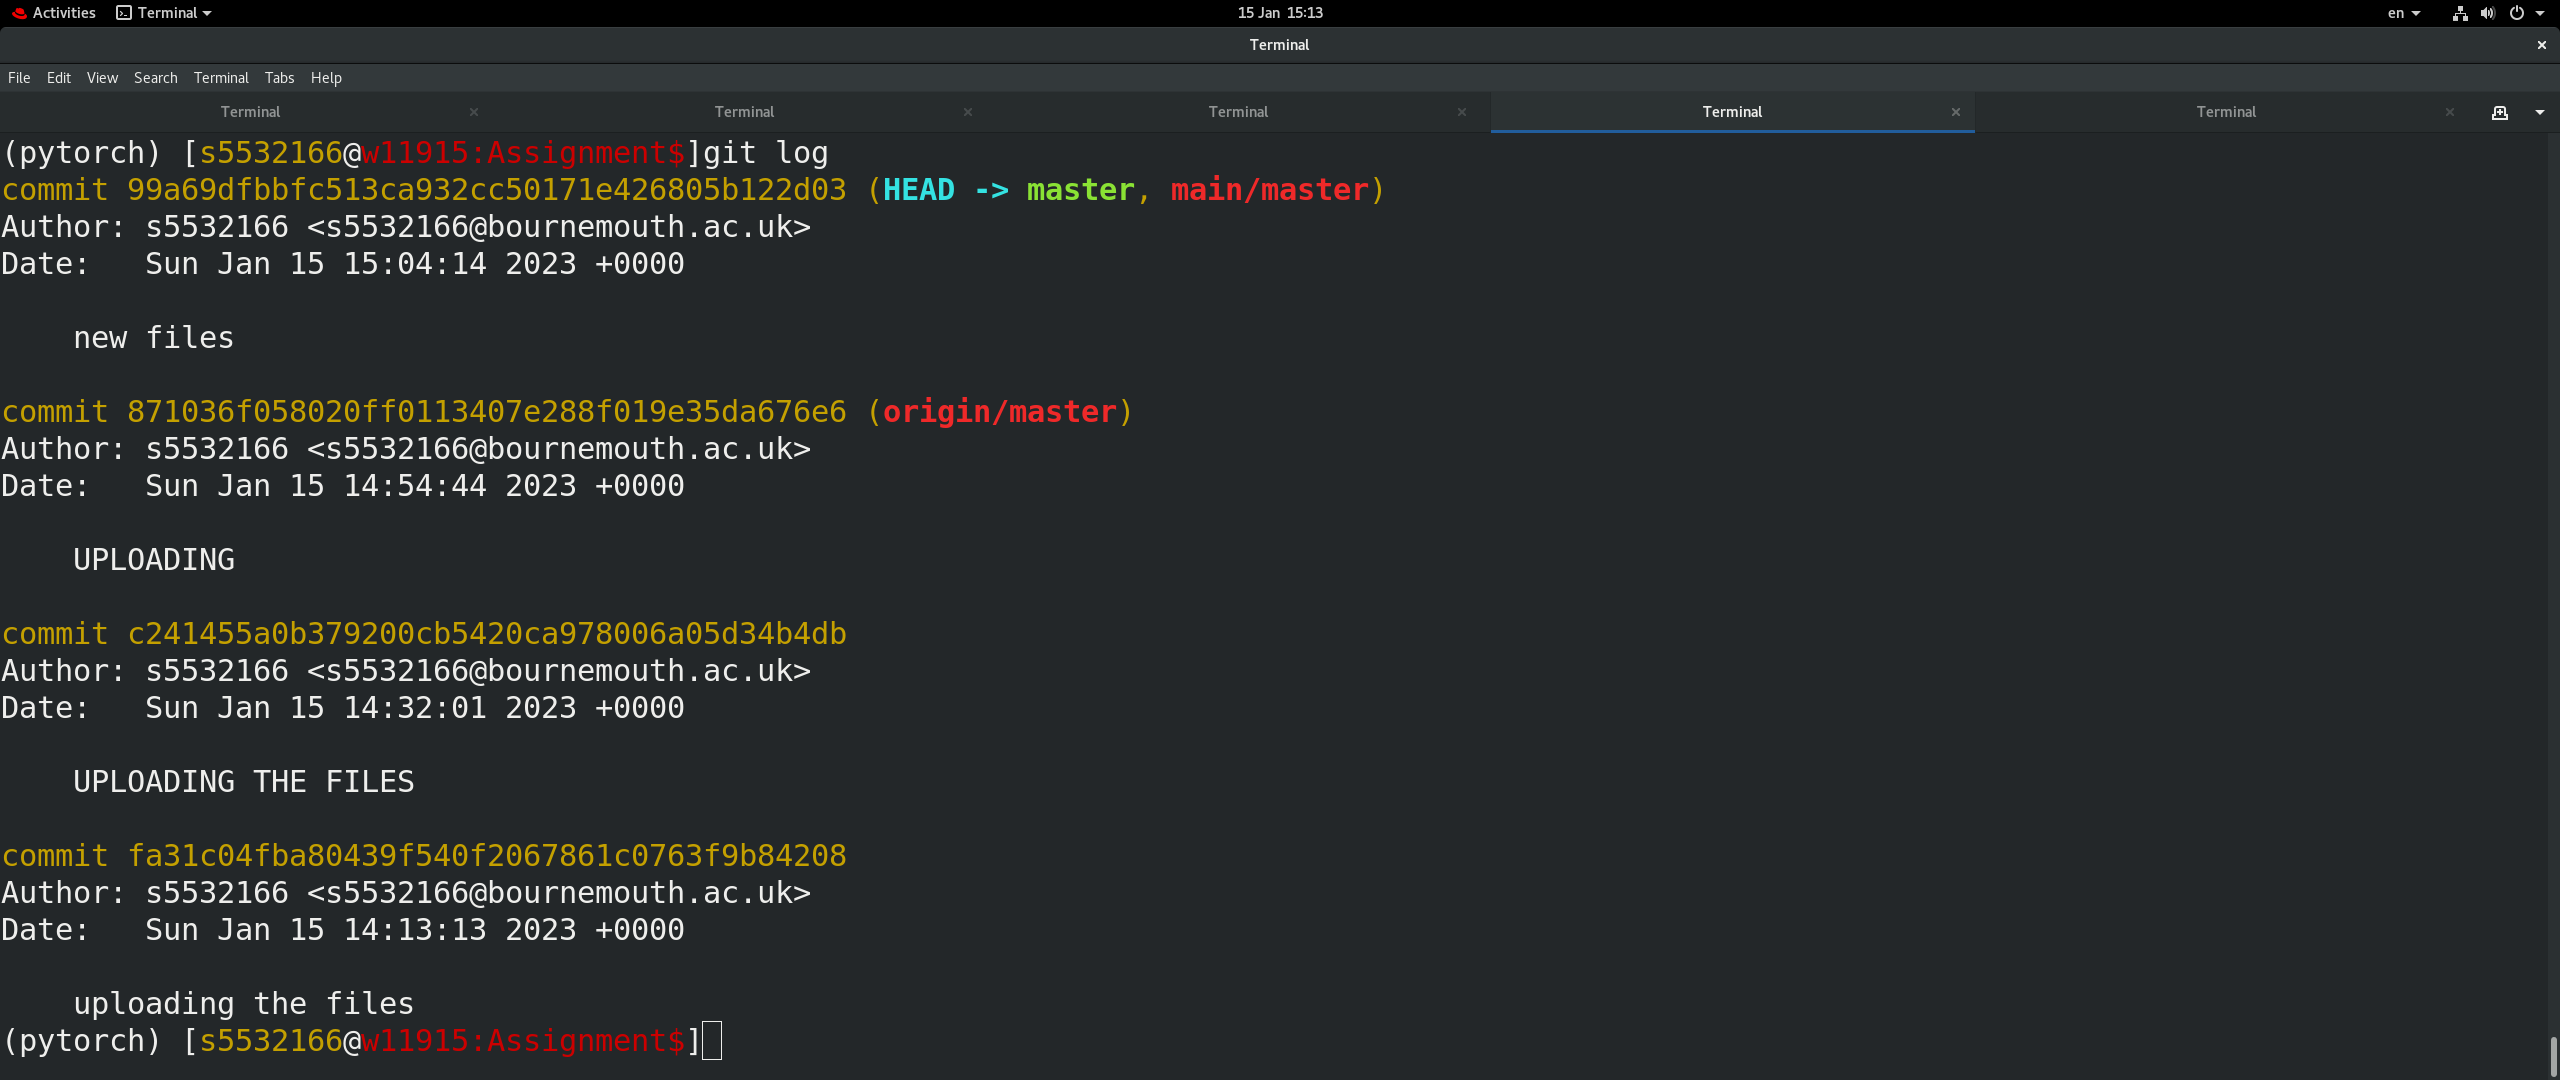 Activities Terminal 15 Jan 15:13 en
Terminal
File Edit View Search Terminal Tabs Help
Terminal Terminal Terminal Terminal Terminal
(pytorch) [s5532166@w11915:Assignment$]git log
commit 99a69dfbbfc513ca932cc50171e426805b122d03 (HEAD -> master, main/master)
Author: s5532166 <s5532166@bournemouth.ac.uk>
Date:   Sun Jan 15 15:04:14 2023 +0000
    new files
commit 871036f058020ff0113407e288f019e35da676e6 (origin/master)
Author: s5532166 <s5532166@bournemouth.ac.uk>
Date:   Sun Jan 15 14:54:44 2023 +0000
    UPLOADING
commit c241455a0b379200cb5420ca978006a05d34b4db
Author: s5532166 <s5532166@bournemouth.ac.uk>
Date:   Sun Jan 15 14:32:01 2023 +0000
    UPLOADING THE FILES
commit fa31c04fba80439f540f2067861c0763f9b84208
Author: s5532166 <s5532166@bournemouth.ac.uk>
Date:   Sun Jan 15 14:13:13 2023 +0000
    uploading the files
(pytorch) [s5532166@w11915:Assignment$]